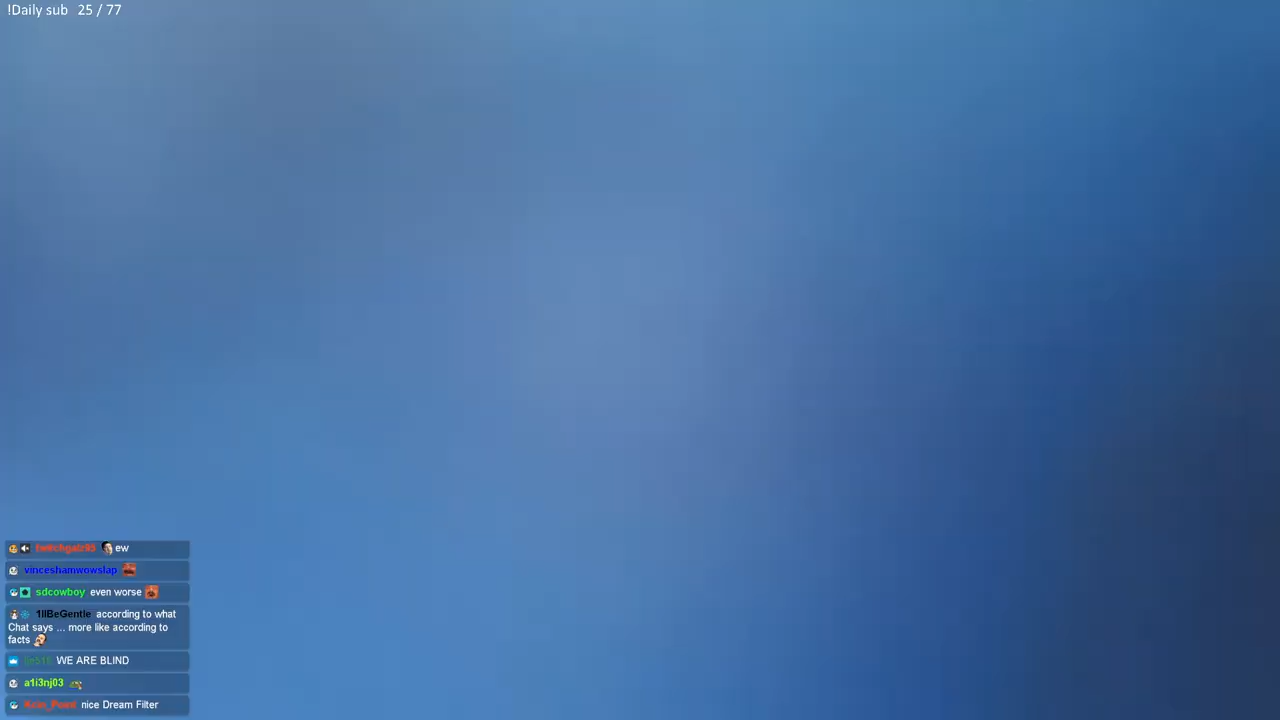 !Daily sub 25 / 77
ew
vinceshamwowslap
sdcowboy even worse
1IlBeGentle according to what
Chat says ... more like according to
facts
WE ARE BLIND
a1i3nj03
nice Dream Filter